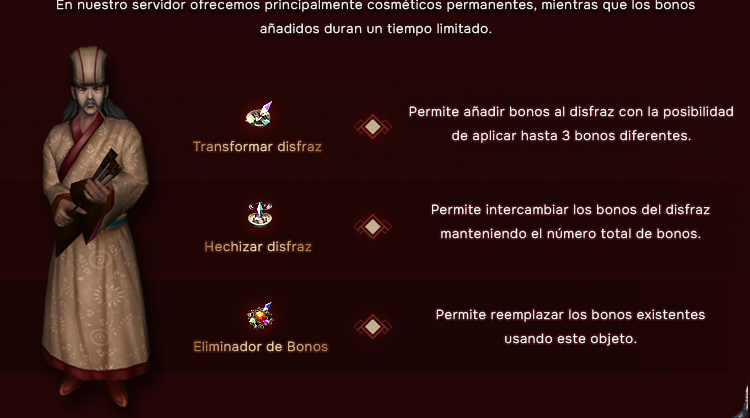 En nuestro servidor ofrecemos principalmente cosméticos permanentes, mientras que los bonos
añadidos duran un tiempo limitado.
Transformar disfraz
Permite añadir bonos al disfraz con la posibilidad
de aplicar hasta 3 bonos diferentes.
Hechizar disfraz
Permite intercambiar los bonos del disfraz
manteniendo el número total de bonos.
Eliminador de Bonos
Permite reemplazar los bonos existentes
usando este objeto.